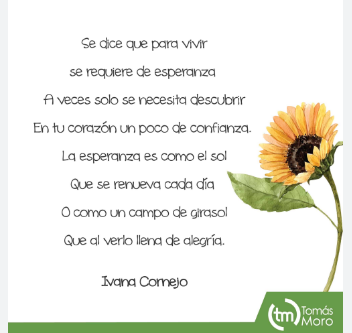 Se dice que para vivir
se requiere de esperanza
A veces solo se necesita descubrir
En tu corazón un poco de confianza.
La esperanza es como el sol
Que se renueva cada día
O como un campo de girasol
Que al verlo llena de alegría.
Ivana Cornejo
tm Tomás
Moro